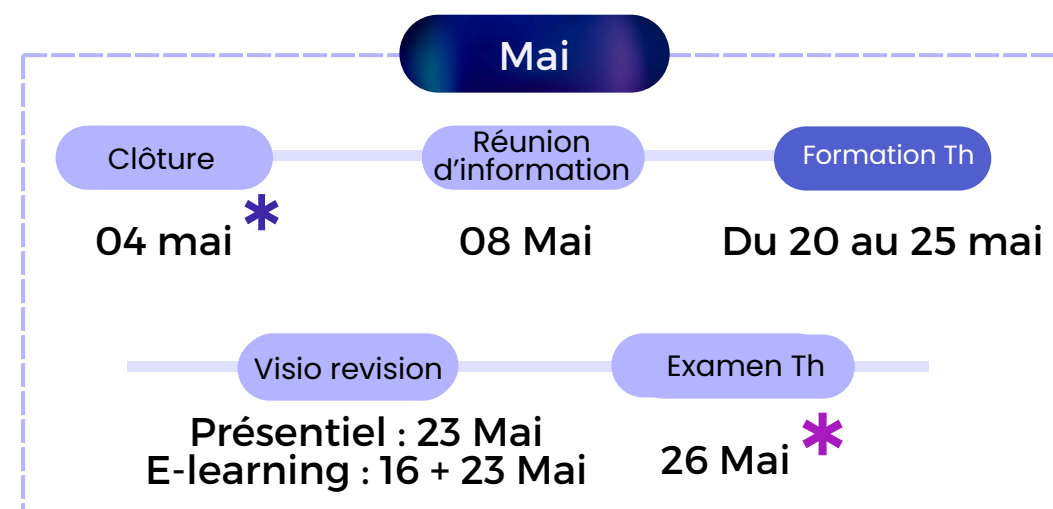 Mai
Clôture
Réunion
d'information
Formation Th
04 mai *
08 Mai
Du 20 au 25 mai
Visio revision
Examen Th
Présentiel : 23 Mai
E-learning : 16 + 23 Mai
26 Mai *